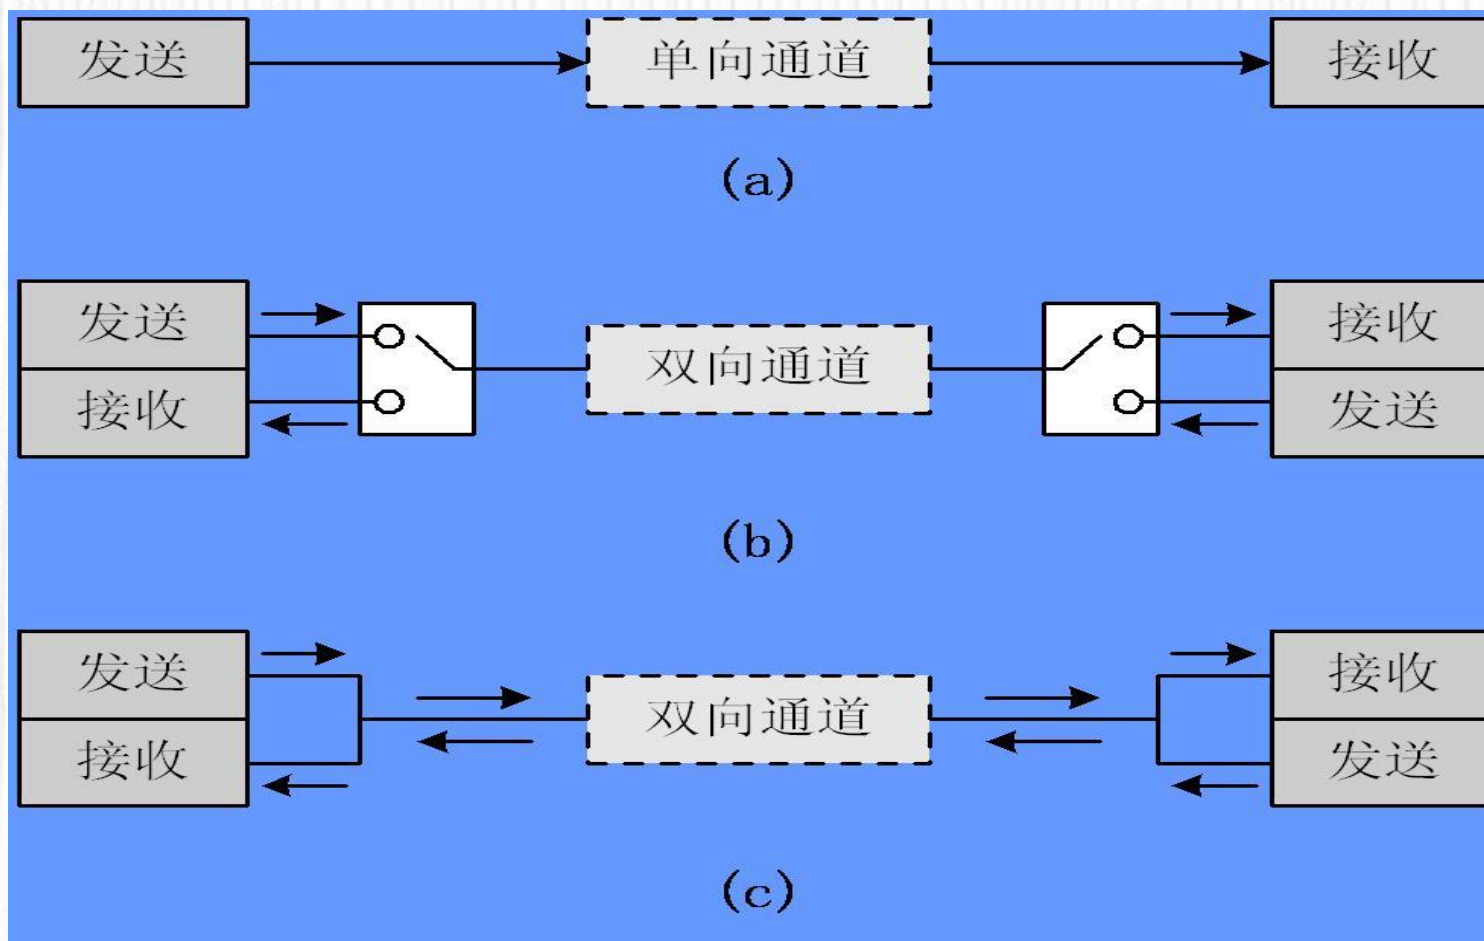 发送 单向通道 接收
(a)
发送 接收
双向通道
接收 发送
(b)
发送 接收
双向通道
接收 发送
(c)